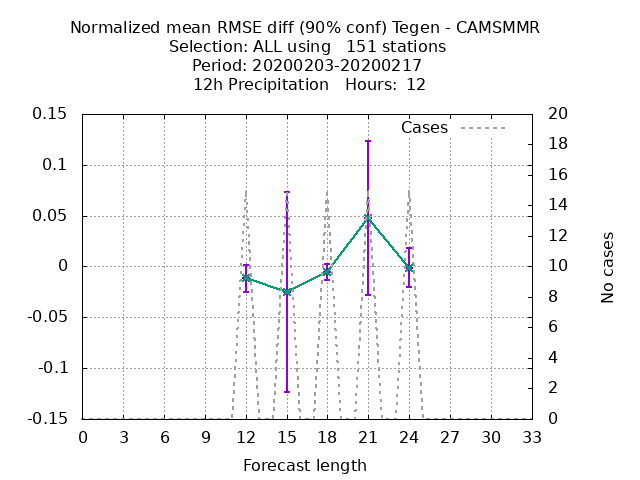 Normalized mean RMSE diff (90% conf) Tegen - CAMSMMR
Selection: ALL using   151 stations
Period: 20200203-20200217
12h Precipitation   Hours:  12
Cases
0.15
0.1
0.05
0
-0.05
-0.1
-0.15
20
18
16
14
12
10
8
6
4
2
0
No cases
0 3 6 9 12 15 18 21 24 27 30 33
Forecast length